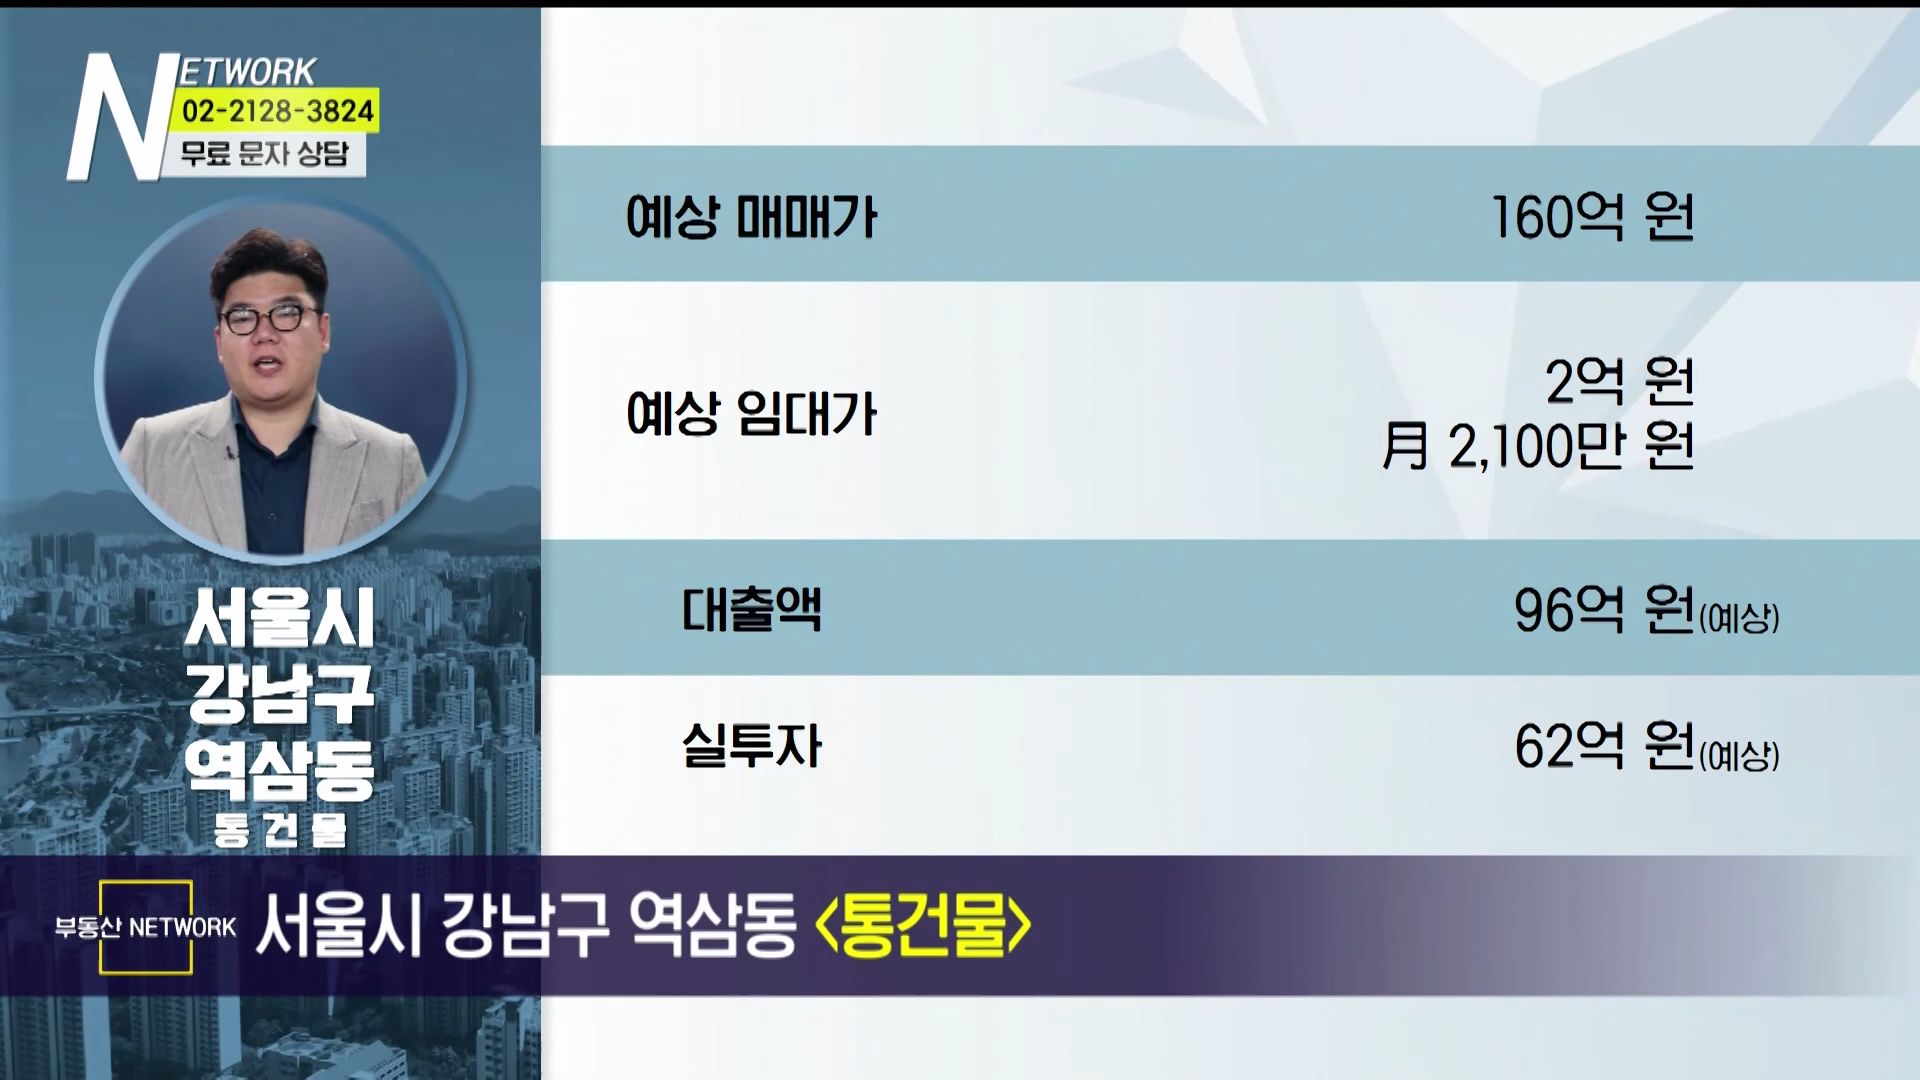 NETWORK
02-2128-3824
무료 문자 상담
서울시
강남구
역삼동
통건물
예상 매매가 160억 원
예상 임대가 2억 원
月 2,100만 원
대출액 96억 원(예상)
실투자 62억 원(예상)
부동산 NETWORK
서울시 강남구 역삼동 <통건물>